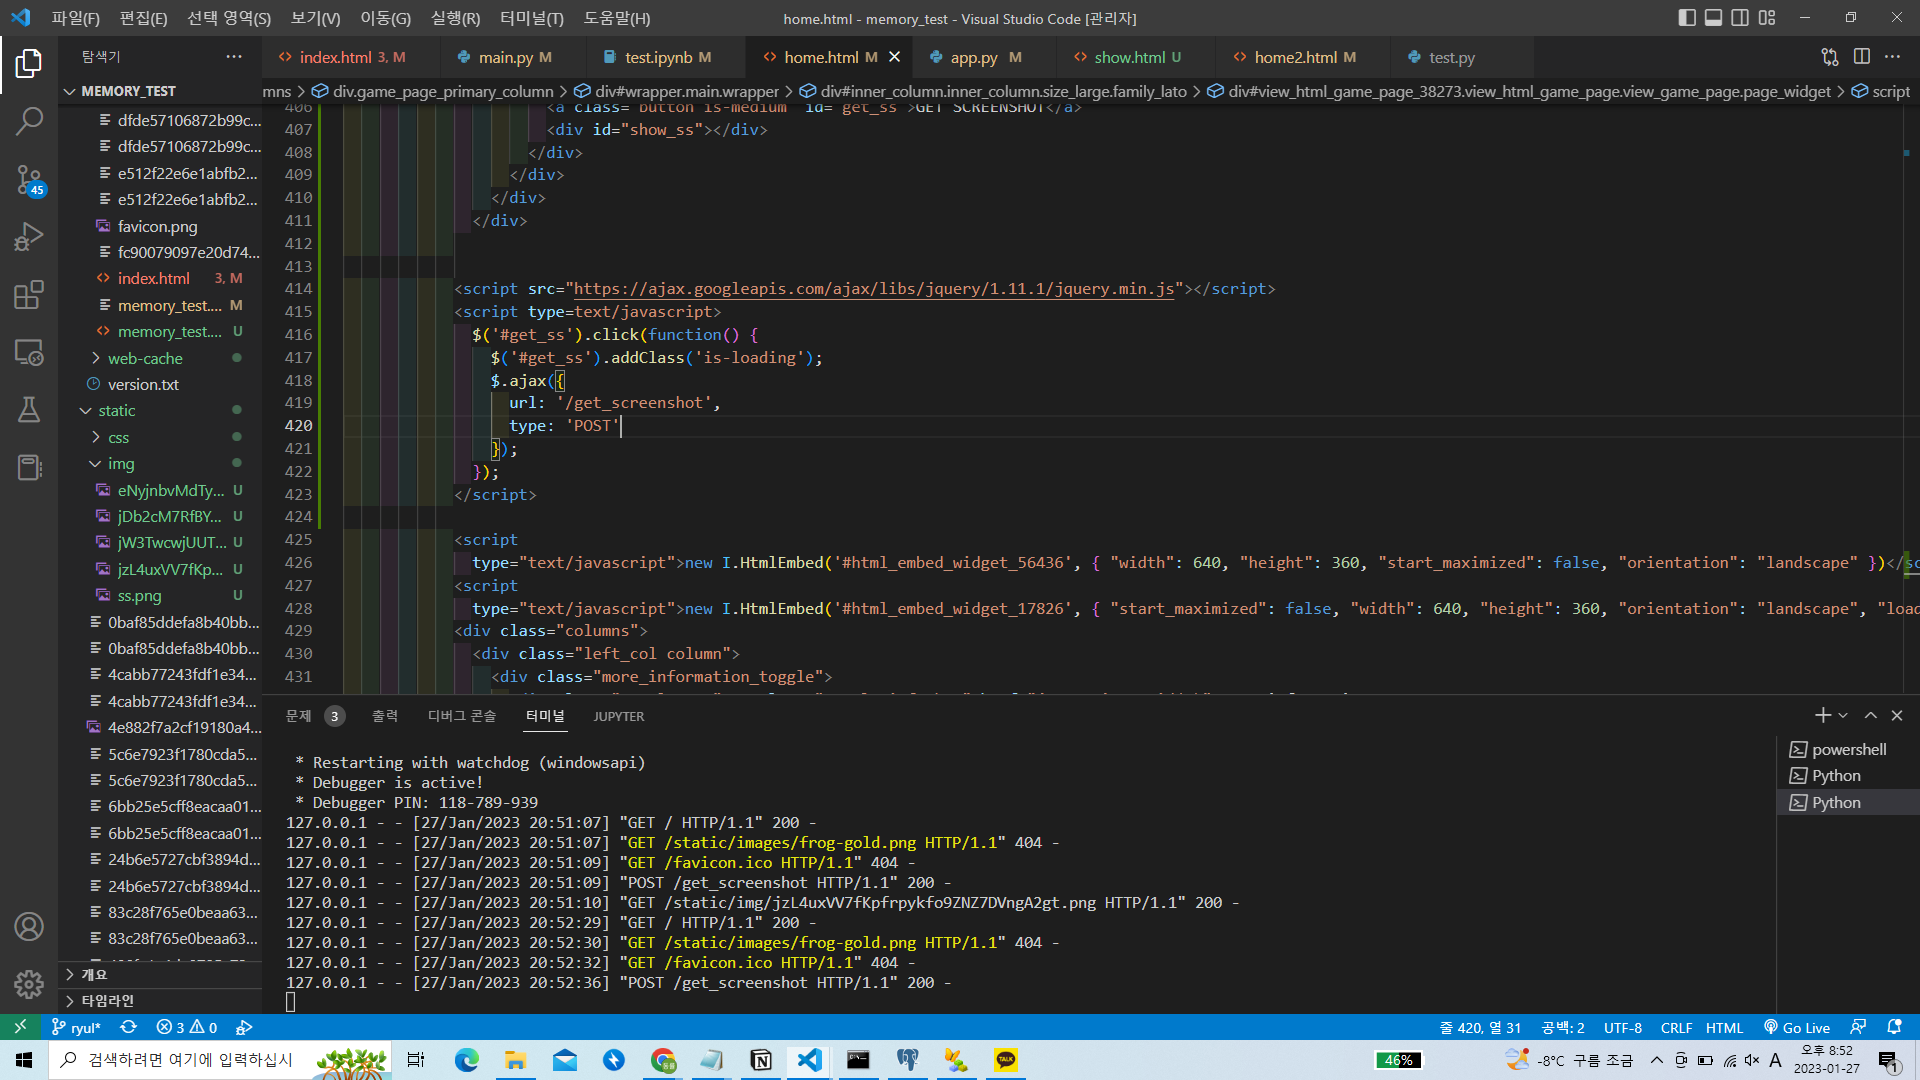 파일(F) 편집(E) 선택 영역(S) 보기(V) 이동(G) 실행(R) 터미널(T) 도움말(H) home.html - memory_test - Visual Studio Code [관리자]
탐색기 ···
index.html 3, M main.py M test.ipynb M home.html M app.py M show.html U home2.html M test.py
mns > div.game_page_primary_column > div#wrapper.main.wrapper > div#inner_column.inner_column.size_large.family_lato > div#view_html_game_page_38273.view_html_game_page.view_game_page.page_widget > script
MEMORY_TEST
dfde57106872b99c...
dfde57106872b99c...
e512f22e6e1abfb2...
e512f22e6e1abfb2...
favicon.png
fc90079097e20d74...
index.html 3, M
memory_test.... M
memory_test.... U
web-cache
version.txt
static
css
img
eNyjnbvMdTy... U
jDb2cM7RfBY... U
jW3TwcwjUUT... U
jzL4uxVV7fKp... U
ss.png U
0baf85ddefa8b40bb...
0baf85ddefa8b40bb...
4cabb77243fdf1e34...
4cabb77243fdf1e34...
4e882f7a2cf19180a4...
5c6e7923f1780cda5...
5c6e7923f1780cda5...
6bb25e5cff8eacaa01...
6bb25e5cff8eacaa01...
24b6e5727cbf3894d...
24b6e5727cbf3894d...
83c28f765e0beaa63...
83c28f765e0beaa63...
개요
타임라인
45
406 <a class="button is-medium" id="get_ss">GET SCREENSHOT</a>
407 <div id="show_ss"></div>
408 </div>
409 </div>
410 </div>
411 </div>
412
413
414 <script src="https://ajax.googleapis.com/ajax/libs/jquery/1.11.1/jquery.min.js"></script>
415 <script type=text/javascript>
416 $('#get_ss').click(function() {
417 $('#get_ss').addClass('is-loading');
418 $.ajax({
419 url: '/get_screenshot',
420 type: 'POST'
421 });
422 });
423 </script>
424
425 <script
426 type="text/javascript">new I.HtmlEmbed('#html_embed_widget_56436', { "width": 640, "height": 360, "start_maximized": false, "orientation": "landscape" })</sc
427 <script
428 type="text/javascript">new I.HtmlEmbed('#html_embed_widget_17826', { "start_maximized": false, "width": 640, "height": 360, "orientation": "landscape", "load
429 <div class="columns">
430 <div class="left_col column">
431 <div class="more_information_toggle">
문제 3 출력 디버그 콘솔 터미널 JUPYTER
* Restarting with watchdog (windowsapi)
* Debugger is active!
* Debugger PIN: 118-789-939
127.0.0.1 - - [27/Jan/2023 20:51:07] "GET / HTTP/1.1" 200 -
127.0.0.1 - - [27/Jan/2023 20:51:07] "GET /static/images/frog-gold.png HTTP/1.1" 404 -
127.0.0.1 - - [27/Jan/2023 20:51:09] "GET /favicon.ico HTTP/1.1" 404 -
127.0.0.1 - - [27/Jan/2023 20:51:09] "POST /get_screenshot HTTP/1.1" 200 -
127.0.0.1 - - [27/Jan/2023 20:51:10] "GET /static/img/jzL4uxVV7fKpfrpykfo9ZNZ7DVngA2gt.png HTTP/1.1" 200 -
127.0.0.1 - - [27/Jan/2023 20:52:29] "GET / HTTP/1.1" 200 -
127.0.0.1 - - [27/Jan/2023 20:52:30] "GET /static/images/frog-gold.png HTTP/1.1" 404 -
127.0.0.1 - - [27/Jan/2023 20:52:32] "GET /favicon.ico HTTP/1.1" 404 -
127.0.0.1 - - [27/Jan/2023 20:52:36] "POST /get_screenshot HTTP/1.1" 200 -
powershell
Python
Python
ryul* 3 0 줄 420, 열 31 공백: 2 UTF-8 CRLF HTML Go Live
검색하려면 여기에 입력하십시 TALK 46% -8°C 구름 조금 A 오후 8:52
2023-01-27 1